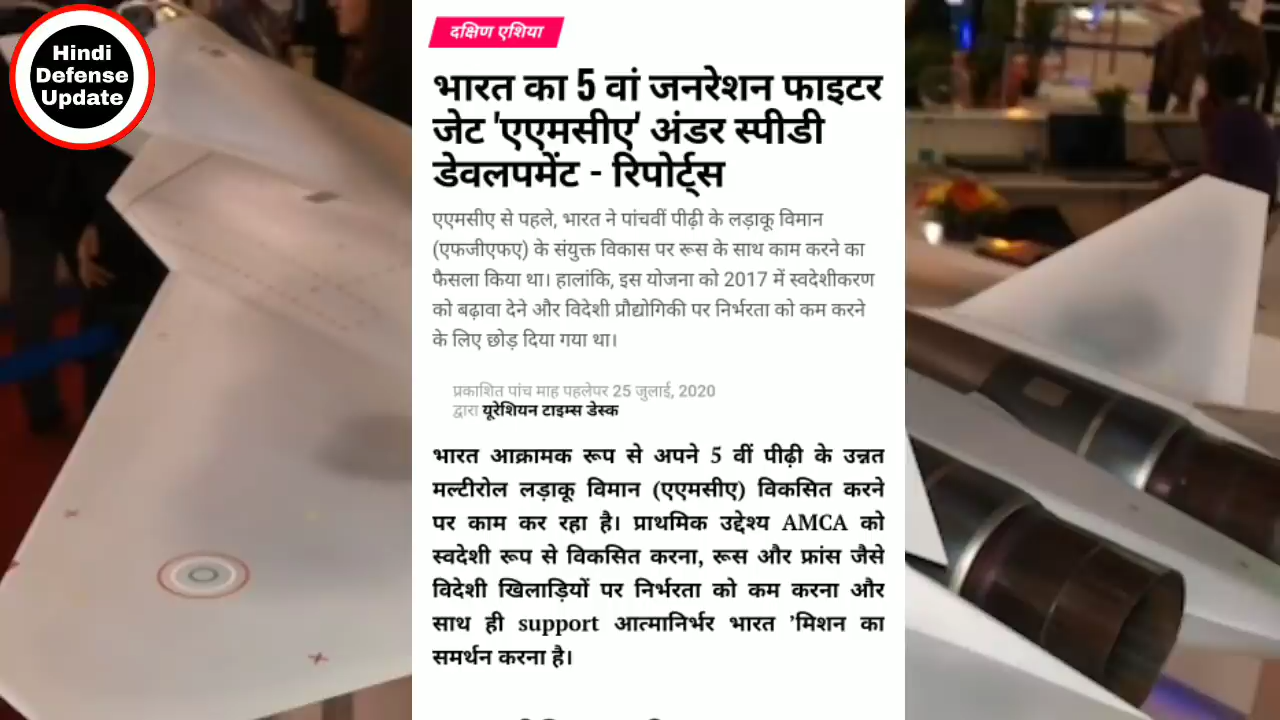 Hindi
Defense
Update
दक्षिण एशिया
भारत का 5 वां जनरेशन फाइटर
जेट 'एएमसीए' अंडर स्पीडी
डेवलपमेंट - रिपोर्ट्स
एएमसीए से पहले, भारत ने पांचवीं पीढ़ी के लड़ाकू विमान
(एफजीएफए) के संयुक्त विकास पर रूस के साथ काम करने का
फैसला किया था। हालांकि, इस योजना को 2017 में स्वदेशीकरण
को बढ़ावा देने और विदेशी प्रौद्योगिकी पर निर्भरता को कम करने
के लिए छोड़ दिया गया था।
प्रकाशित पांच माह पहलेपर 25 जुलाई, 2020
द्वारा यूरेशियन टाइम्स डेस्क
भारत आक्रामक रूप से अपने 5 वीं पीढ़ी के उन्नत
मल्टीरोल लड़ाकू विमान (एएमसीए) विकसित करने
पर काम कर रहा है। प्राथमिक उद्देश्य AMCA को
स्वदेशी रूप से विकसित करना, रूस और फ्रांस जैसे
विदेशी खिलाड़ियों पर निर्भरता को कम करना और
साथ ही support आत्मानिर्भर भारत ’मिशन का
समर्थन करना है।